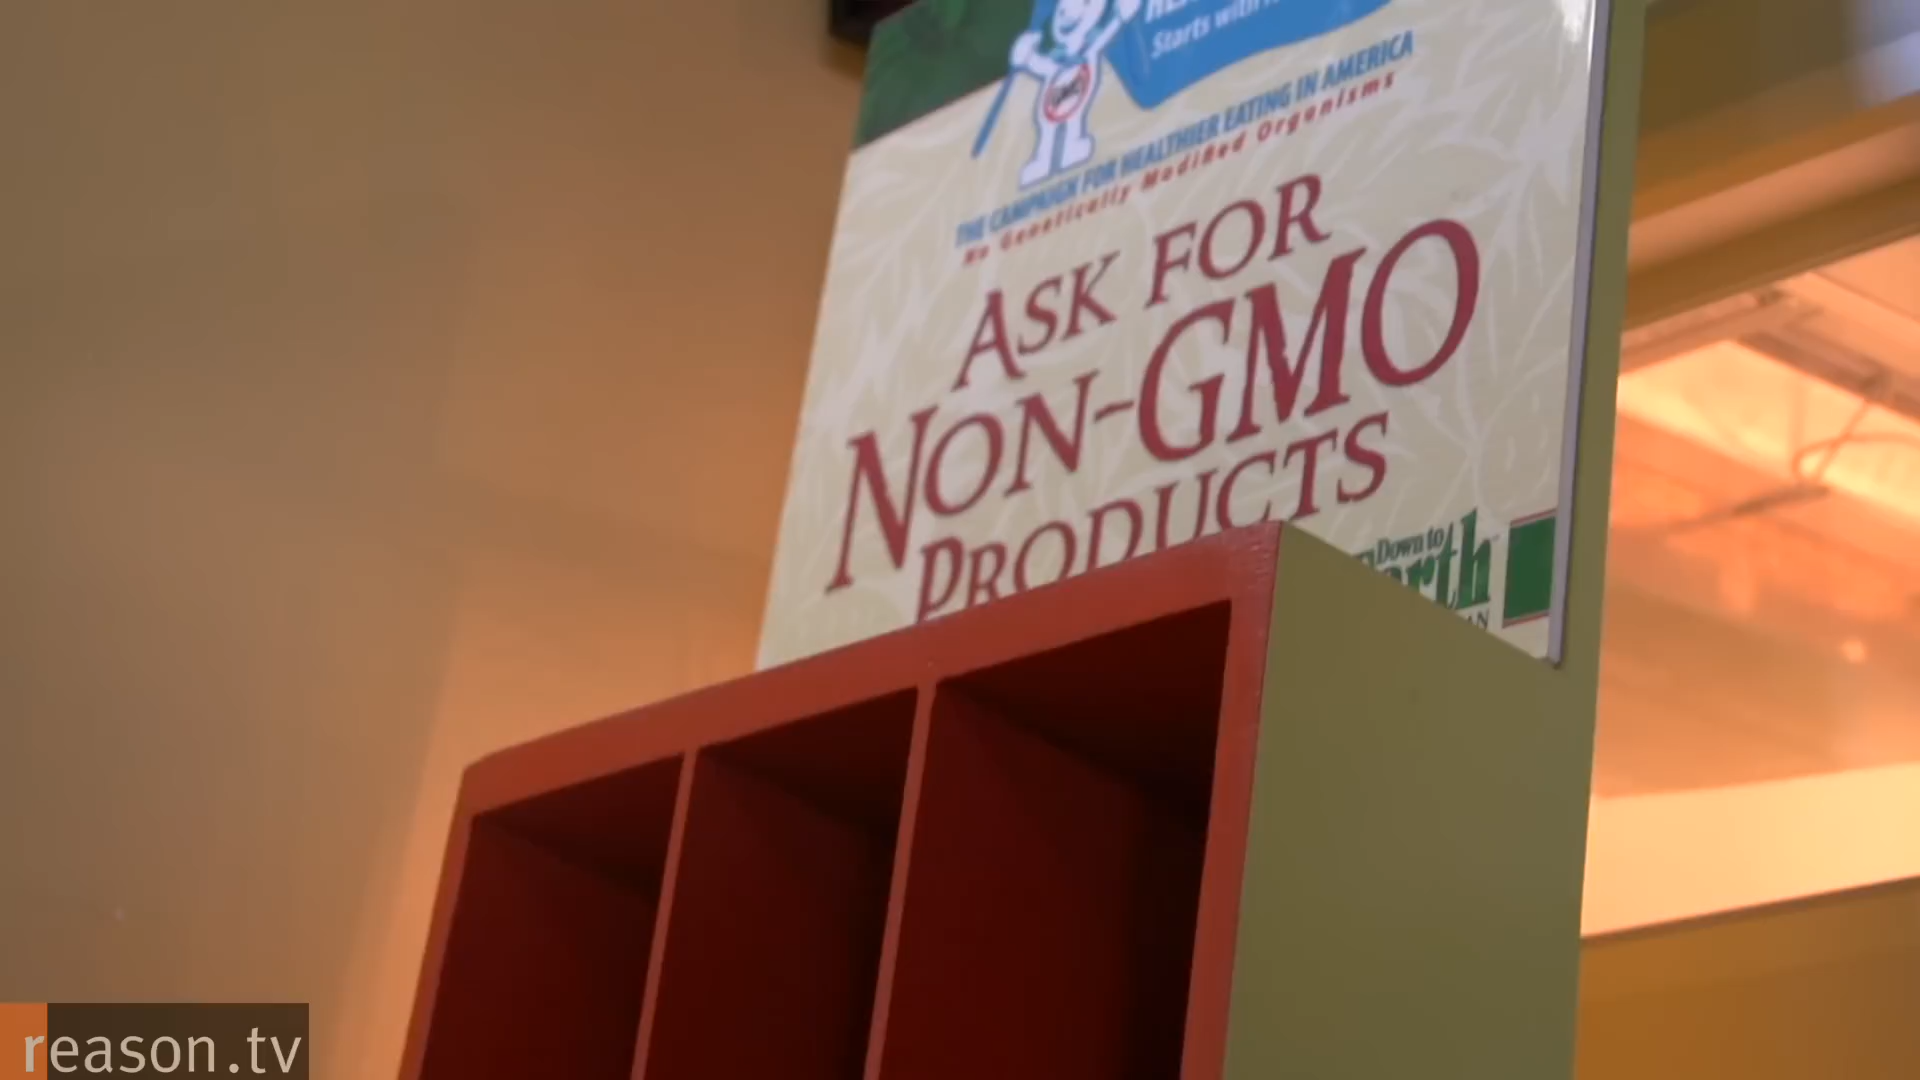 Starts with
THE CAMPAIGN FOR HEALTHIER EATING IN AMERICA
No Genetically Modified Organisms
ASK FOR
NON-GMO
PRODUCTS
Down to
reason.tv